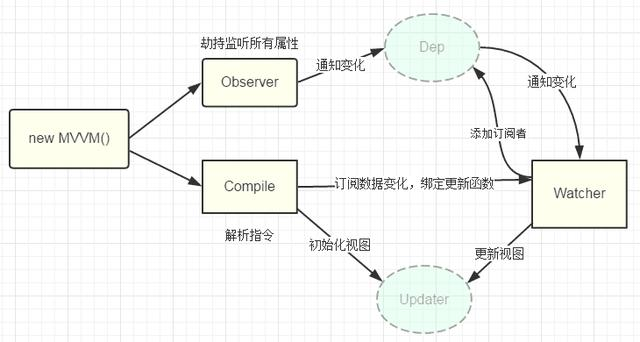 劫持监听所有属性
Dep
通知变化
Observer
通知变化
new MVVM()
添加订阅者
Compile
订阅数据变化，绑定更新函数
Watcher
解析指令
初始化视图
更新视图
Updater